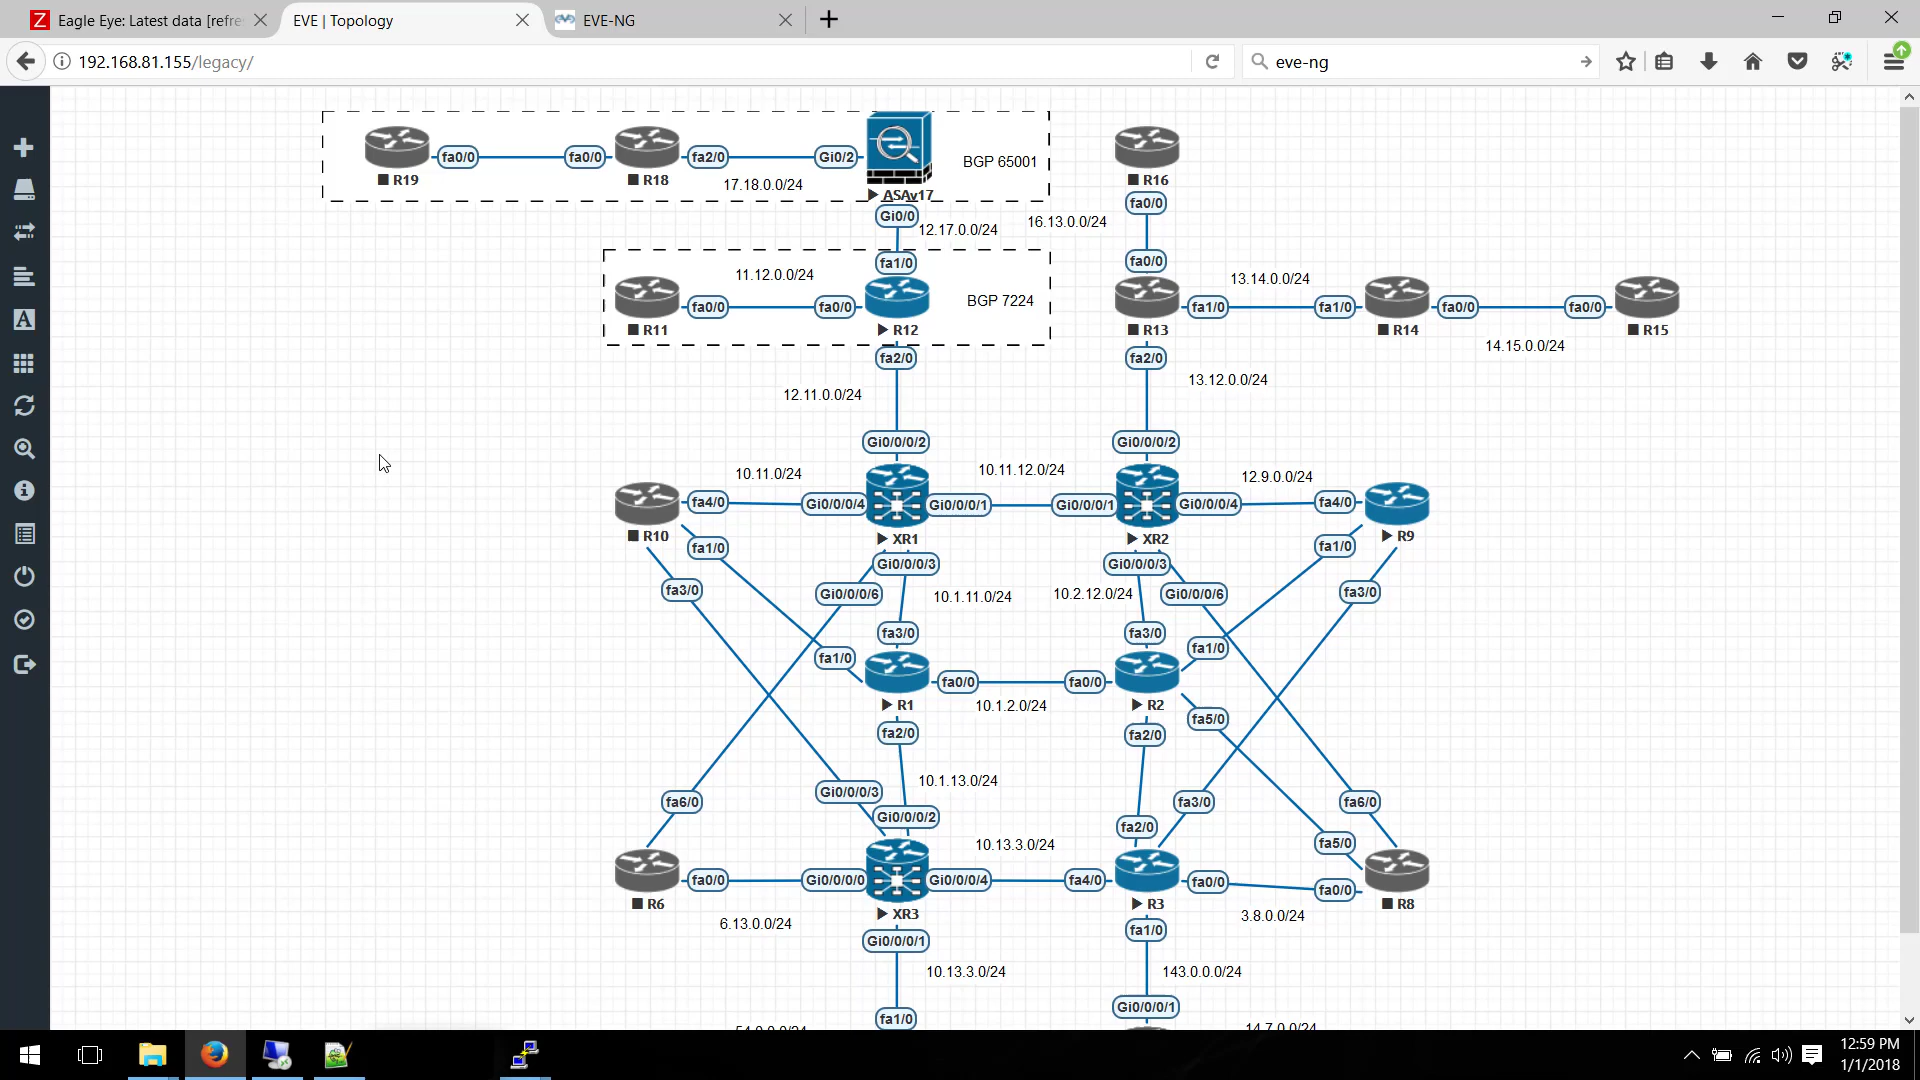 Eagle Eye: Latest data [refre
EVE | Topology
EVE-NG
192.168.81.155/legacy/
eve-ng
fa0/0
fa0/0
fa2/0
Gi0/2
BGP 65001
R19
R18
17.18.0.0/24
ASAv17
R16
fa0/0
Gi0/0
12.17.0.0/24
16.13.0.0/24
fa1/0
fa0/0
11.12.0.0/24
13.14.0.0/24
BGP 7224
fa0/0
fa0/0
fa1/0
fa1/0
fa0/0
fa0/0
R11
R12
R13
R14
R15
14.15.0.0/24
fa2/0
fa2/0
13.12.0.0/24
12.11.0.0/24
Gi0/0/0/2
Gi0/0/0/2
10.11.0/24
10.11.12.0/24
12.9.0.0/24
fa4/0
Gi0/0/0/4
Gi0/0/0/1
Gi0/0/0/1
Gi0/0/0/4
fa4/0
R10
XR1
XR2
R9
fa1/0
fa1/0
Gi0/0/0/3
Gi0/0/0/3
fa3/0
Gi0/0/0/6
10.1.11.0/24
10.2.12.0/24
Gi0/0/0/6
fa3/0
fa3/0
fa3/0
fa1/0
fa1/0
fa0/0
fa0/0
R1
10.1.2.0/24
R2
fa5/0
fa2/0
fa2/0
10.1.13.0/24
Gi0/0/0/3
fa6/0
fa3/0
fa6/0
Gi0/0/0/2
fa2/0
10.13.3.0/24
fa5/0
fa0/0
Gi0/0/0/0
Gi0/0/0/4
fa4/0
fa0/0
fa0/0
R6
XR3
R3
R8
6.13.0.0/24
3.8.0.0/24
fa1/0
Gi0/0/0/1
10.13.3.0/24
143.0.0.0/24
Gi0/0/0/1
fa1/0
14.7.0.0/24
12:59 PM
1/1/2018